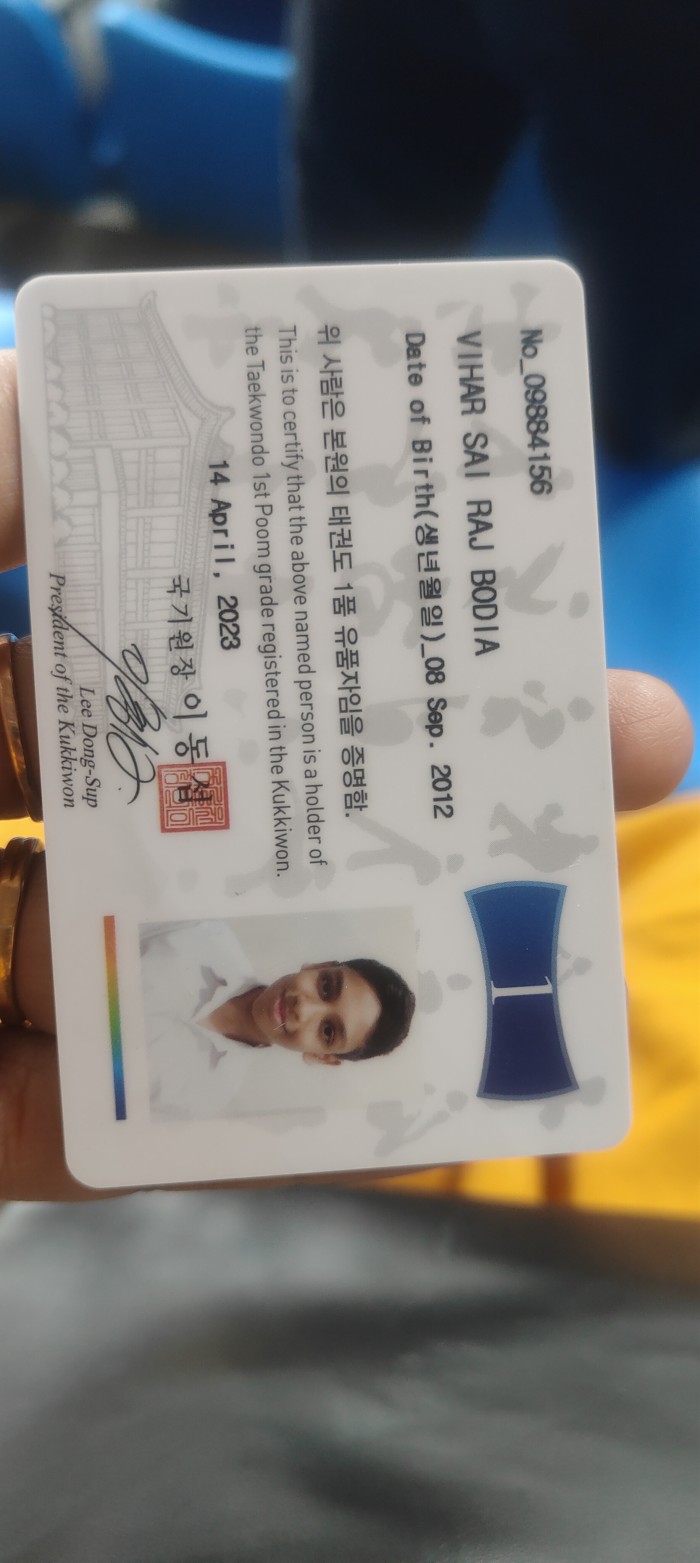 No_09884156
VIHAR SAI RAJ BODIA
Date of Birth(생년월일)_08 Sep. 2012
위 사람은 본원의 태권도 1품 유품자임을 증명함.
This is to certify that the above named person is a holder of
the Taekwondo 1st Poom grade registered in the Kukkiwon.
14 April, 2023
국기원장 이동섭
Lee Dong-Sup
President of the Kukkiwon
1